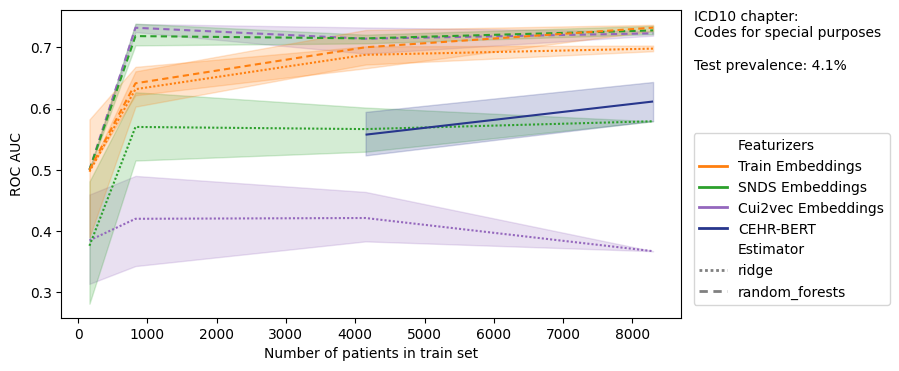 ICD10 chapter:
Codes for special purposes
Test prevalence: 4.1%
ROC AUC
0.7
0.6
0.5
0.4
0.3
0
1000
2000
3000
4000
5000
6000
7000
8000
Number of patients in train set
Featurizers
Train Embeddings
SNDS Embeddings
Cui2vec Embeddings
CEHR-BERT
Estimator
ridge
random_forests